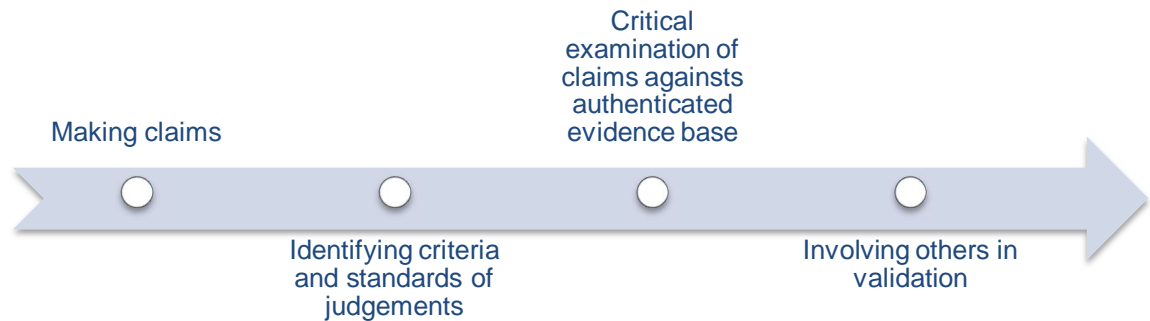 Making claims
Identifying criteria
and standards of
judgements
Critical
examination of
claims againsts
authenticated
evidence base
Involving others in
validation